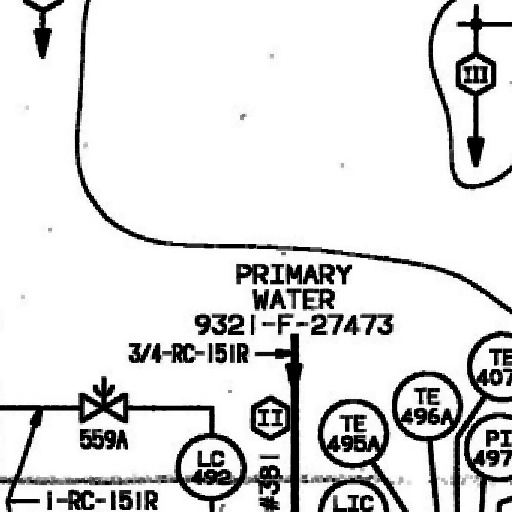 III
PRIMARY
WATER
9321-F-27473
3/4-RC-151R
II
559A
LC
492
#381
TE
495A
TE
496A
TE
407
PI
497
LIC
1-RC-151R